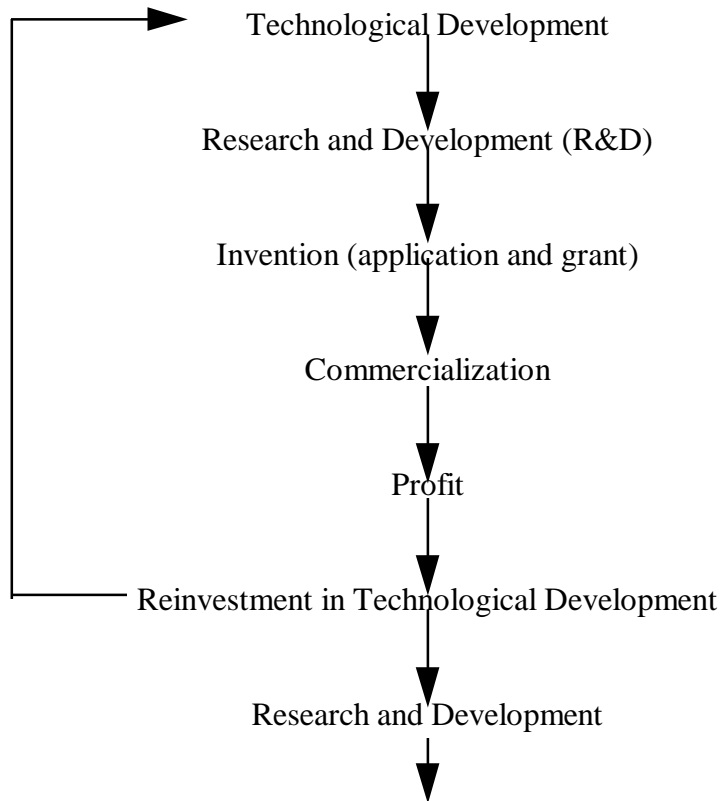 Technological Development
Research and Development (R&D)
Invention (application and grant)
Commercialization
Profit
Reinvestment in Technological Development
Research and Development